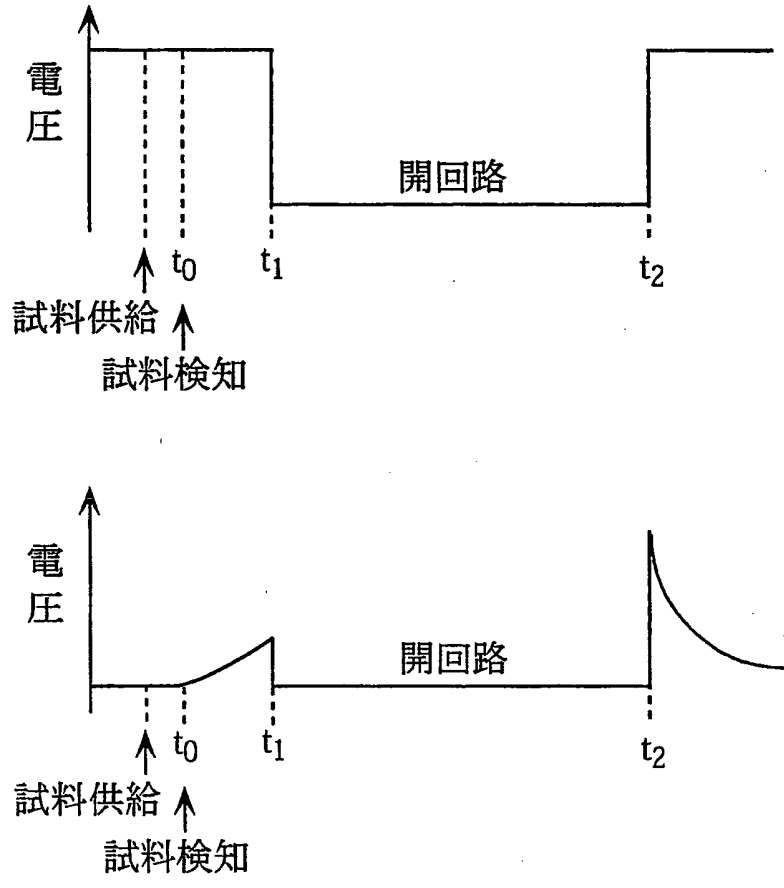 電圧
開回路
t0 t1 t2
試料供給
試料検知
電圧
開回路
t0 t1 t2
試料供給
試料検知